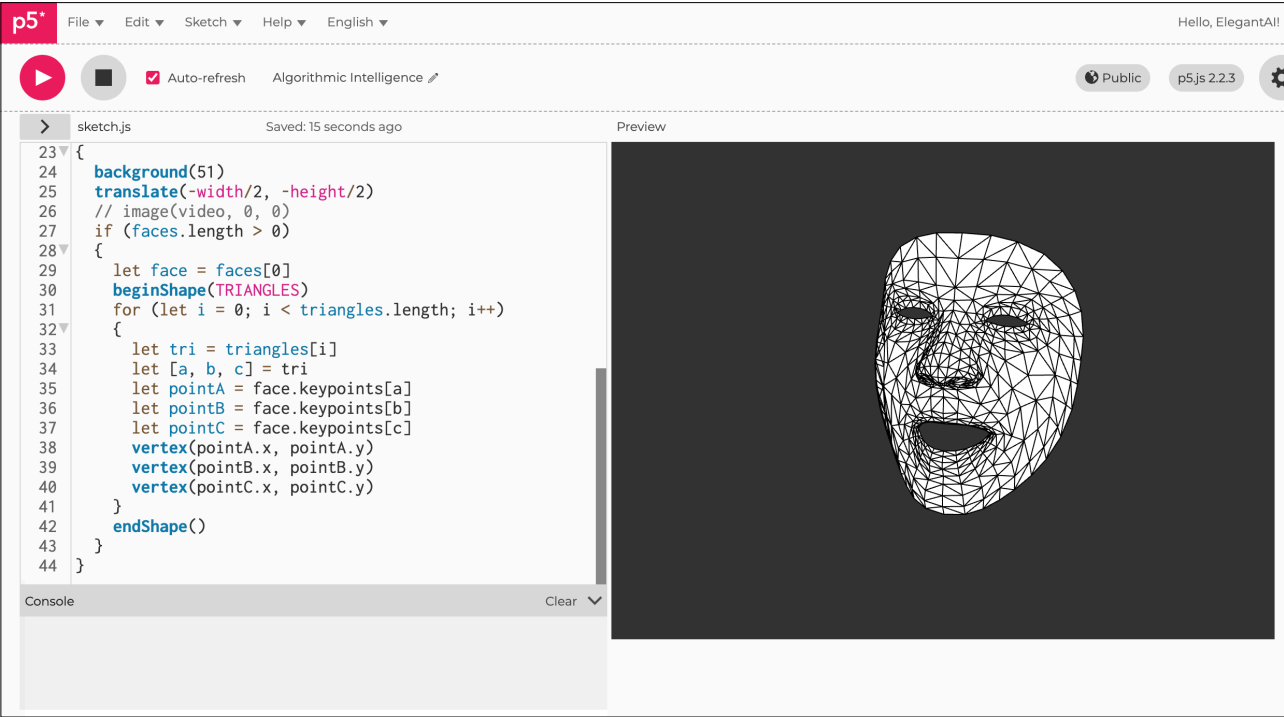 p5* File Edit Sketch Help English Hello, ElegantAI!
Auto-refresh Algorithmic Intelligence Public p5.js 2.2.3
sketch.js Saved: 15 seconds ago Preview
23 {
24   background(51)
25   translate(-width/2, -height/2)
26   // image(video, 0, 0)
27   if (faces.length > 0)
28   {
29     let face = faces[0]
30     beginShape(TRIANGLES)
31     for (let i = 0; i < triangles.length; i++)
32     {
33       let tri = triangles[i]
34       let [a, b, c] = tri
35       let pointA = face.keypoints[a]
36       let pointB = face.keypoints[b]
37       let pointC = face.keypoints[c]
38       vertex(pointA.x, pointA.y)
39       vertex(pointB.x, pointB.y)
40       vertex(pointC.x, pointC.y)
41     }
42     endShape()
43   }
44 }
Console Clear